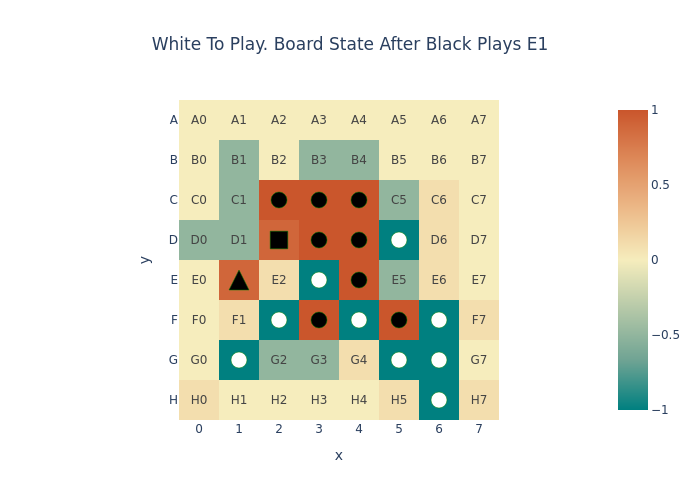 White To Play. Board State After Black Plays E1
A A0 A1 A2 A3 A4 A5 A6 A7
B B0 B1 B2 B3 B4 B5 B6 B7
C C0 C1 C5 C6 C7
D D0 D1 D6 D7
E E0 E2 E5 E6 E7
F F0 F1 F7
G G0 G2 G3 G4 G7
H H0 H1 H2 H3 H4 H5 H7
0 1 2 3 4 5 6 7
x
y
1
0.5
0
−0.5
−1